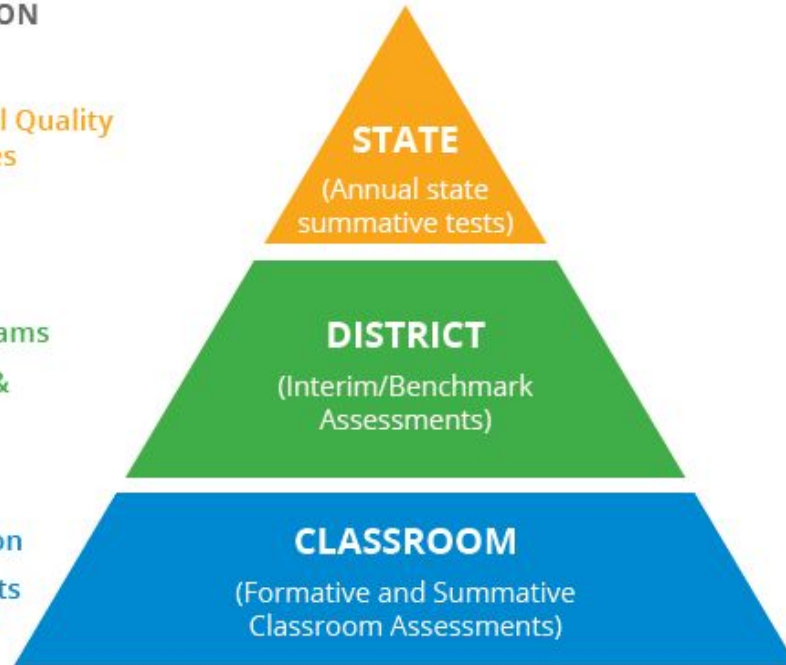 ON
l Quality
es
STATE
(Annual state
summative tests)
ams
&
DISTRICT
(Interim/Benchmark
Assessments)
on
ts
CLASSROOM
(Formative and Summative
Classroom Assessments)